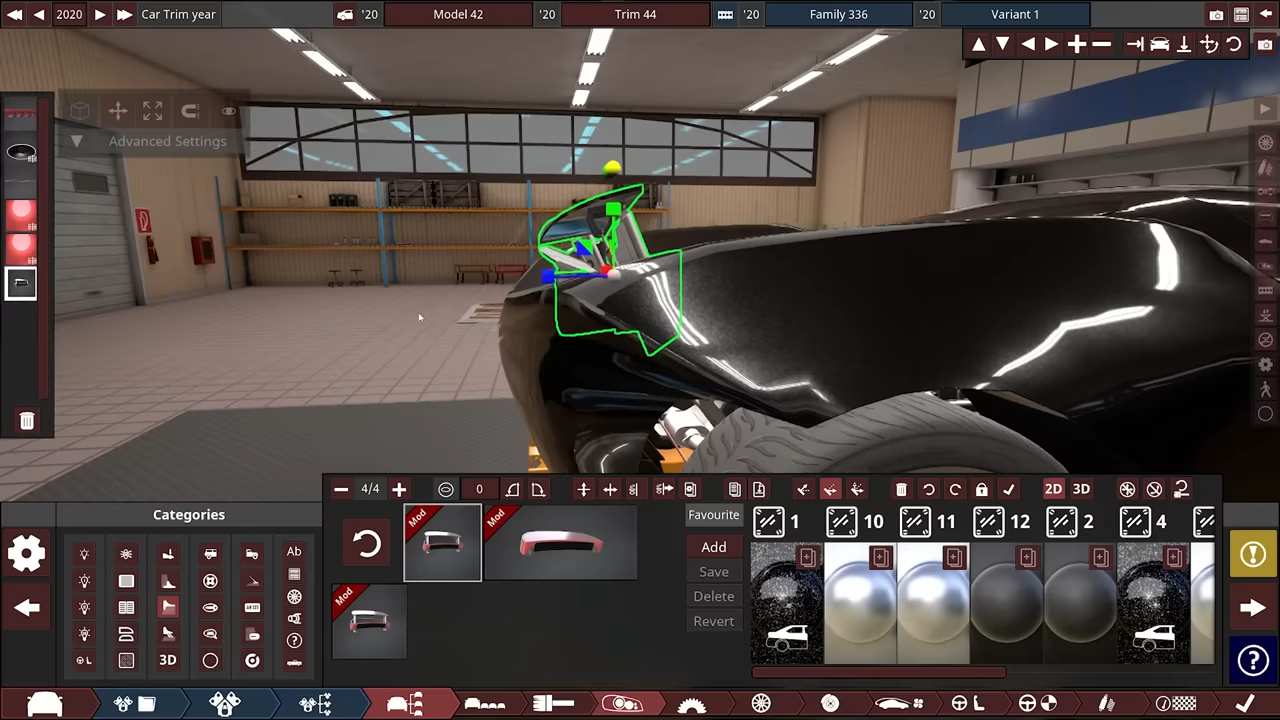 2020 Car Trim year '20 Model 42 '20 Trim 44 '20 Family 336 '20 Variant 1
Advanced Settings
4/4 0 2D 3D
Categories
Mod Mod Favourite 1 10 11 12 2 4
Ab
Add
Save
Mod
Delete
Revert
3D